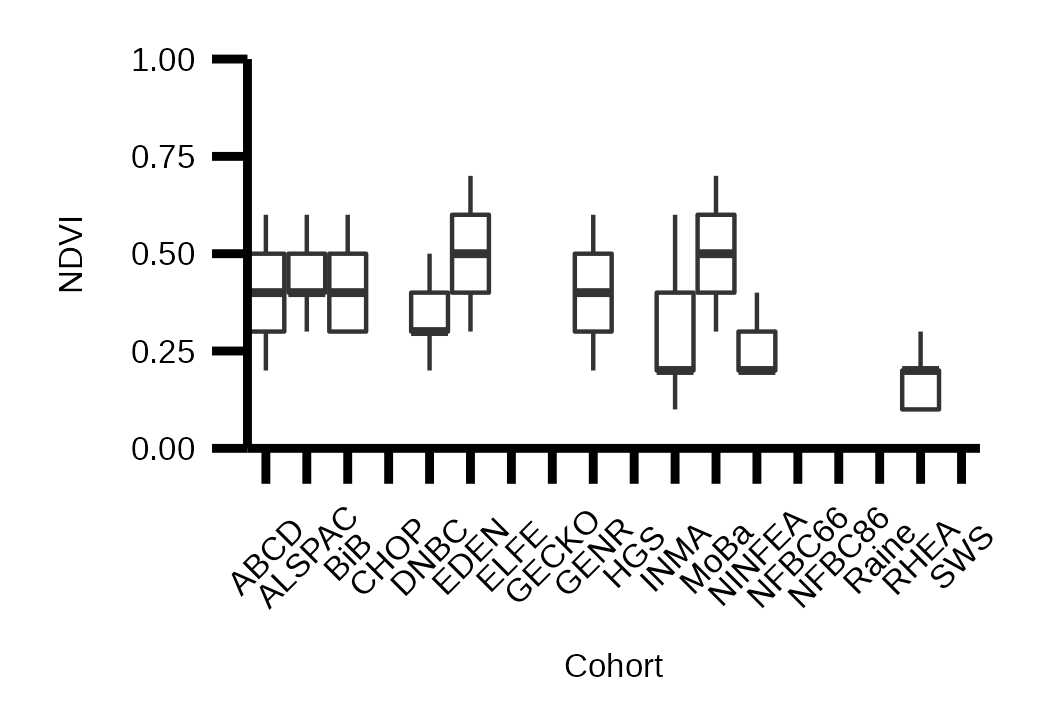 1.00
0.75
0.50
0.25
0.00
NDVI
ABCD
ALSPAC
BiB
CHOP
DNBC
EDEN
ELFE
GECKO
GENR
HGS
INMA
MoBa
NINFEA
NFBC66
NFBC86
Raine
RHEA
SWS
Cohort